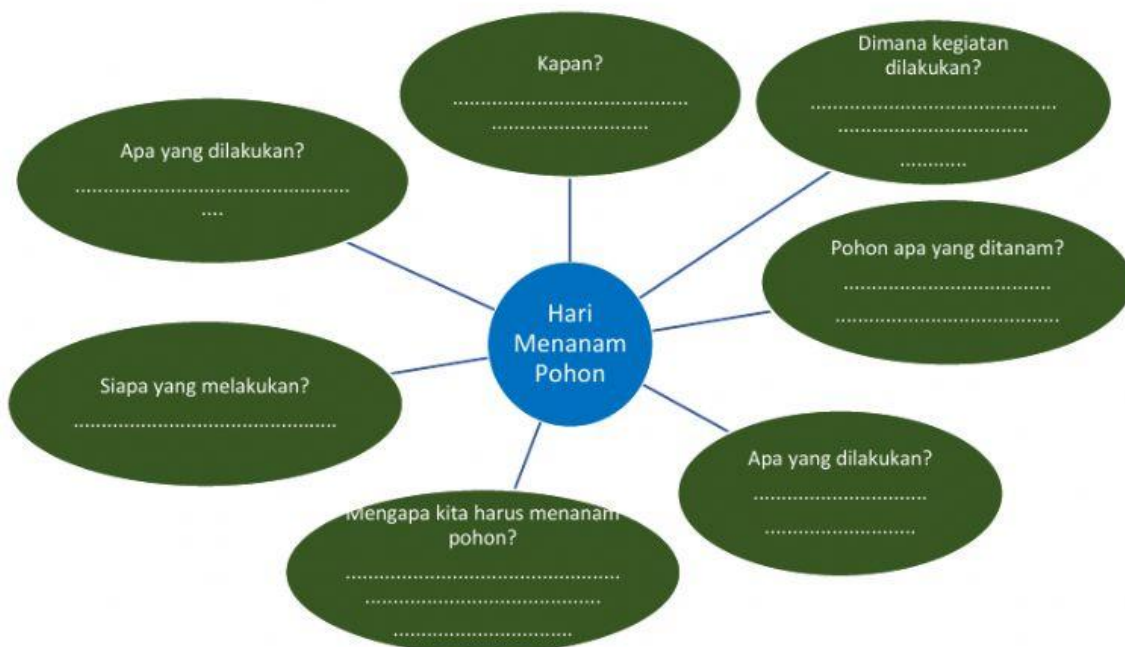 Kapan?
.............................................
..............................
Dimana kegiatan
dilakukan?
...............................................
....................................
............
Apa yang dilakukan?
....................................................
....
Pohon apa yang ditanam?
.......................................
..........................................
Hari
Menanam
Pohon
Siapa yang melakukan?
..................................................
Apa yang dilakukan?
.................................
............................
Mengapa kita harus menanam
pohon?
....................................................
.............................................
..................................